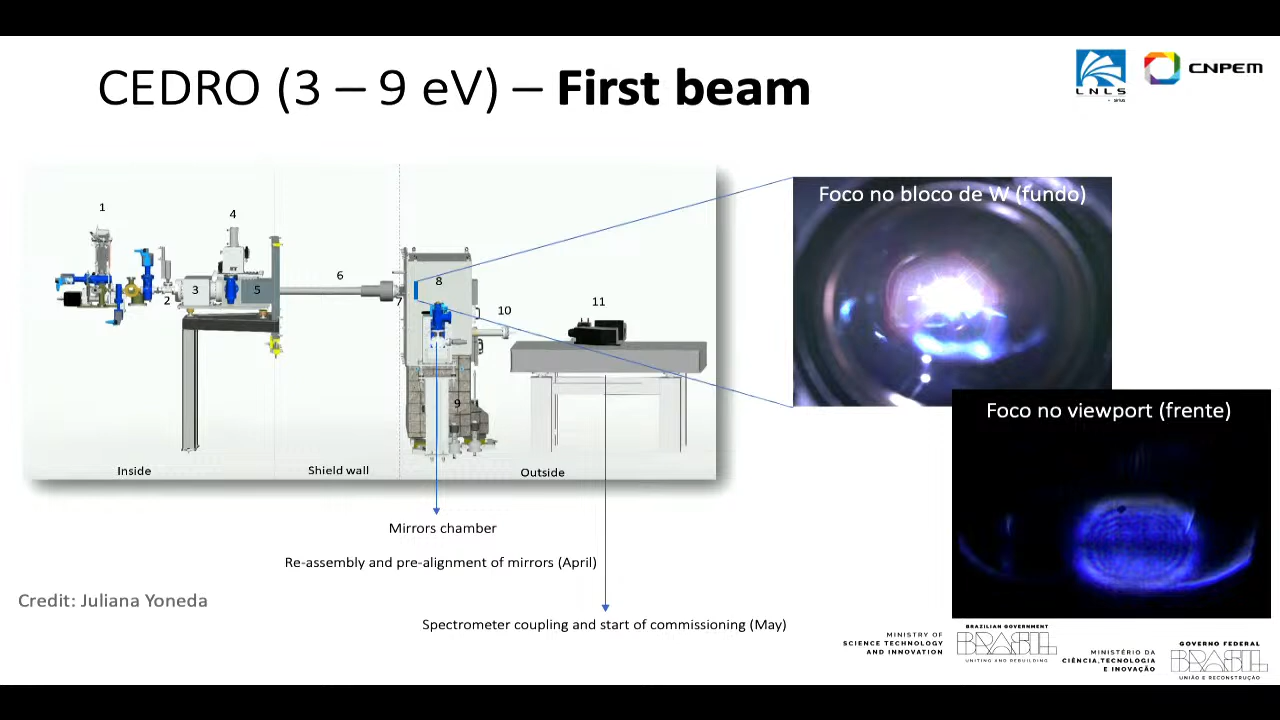 CEDRO (3 – 9 eV) – First beam
LNLS
CNPEM
1
4
2
3
5
6
7
8
9
10
11
Inside
Shield wall
Outside
Foco no bloco de W (fundo)
Foco no viewport (frente)
Mirrors chamber
Re-assembly and pre-alignment of mirrors (April)
Spectrometer coupling and start of commissioning (May)
Credit: Juliana Yoneda
MINISTRY OF
SCIENCE TECHNOLOGY
AND INNOVATION
BRAZILIAN GOVERNMENT
BRASIL
UNITING AND REBUILDING
MINISTÉRIO DA
CIÊNCIA, TECNOLOGIA
E INOVAÇÃO
GOVERNO FEDERAL
BRASIL
UNIÃO E RECONSTRUÇÃO